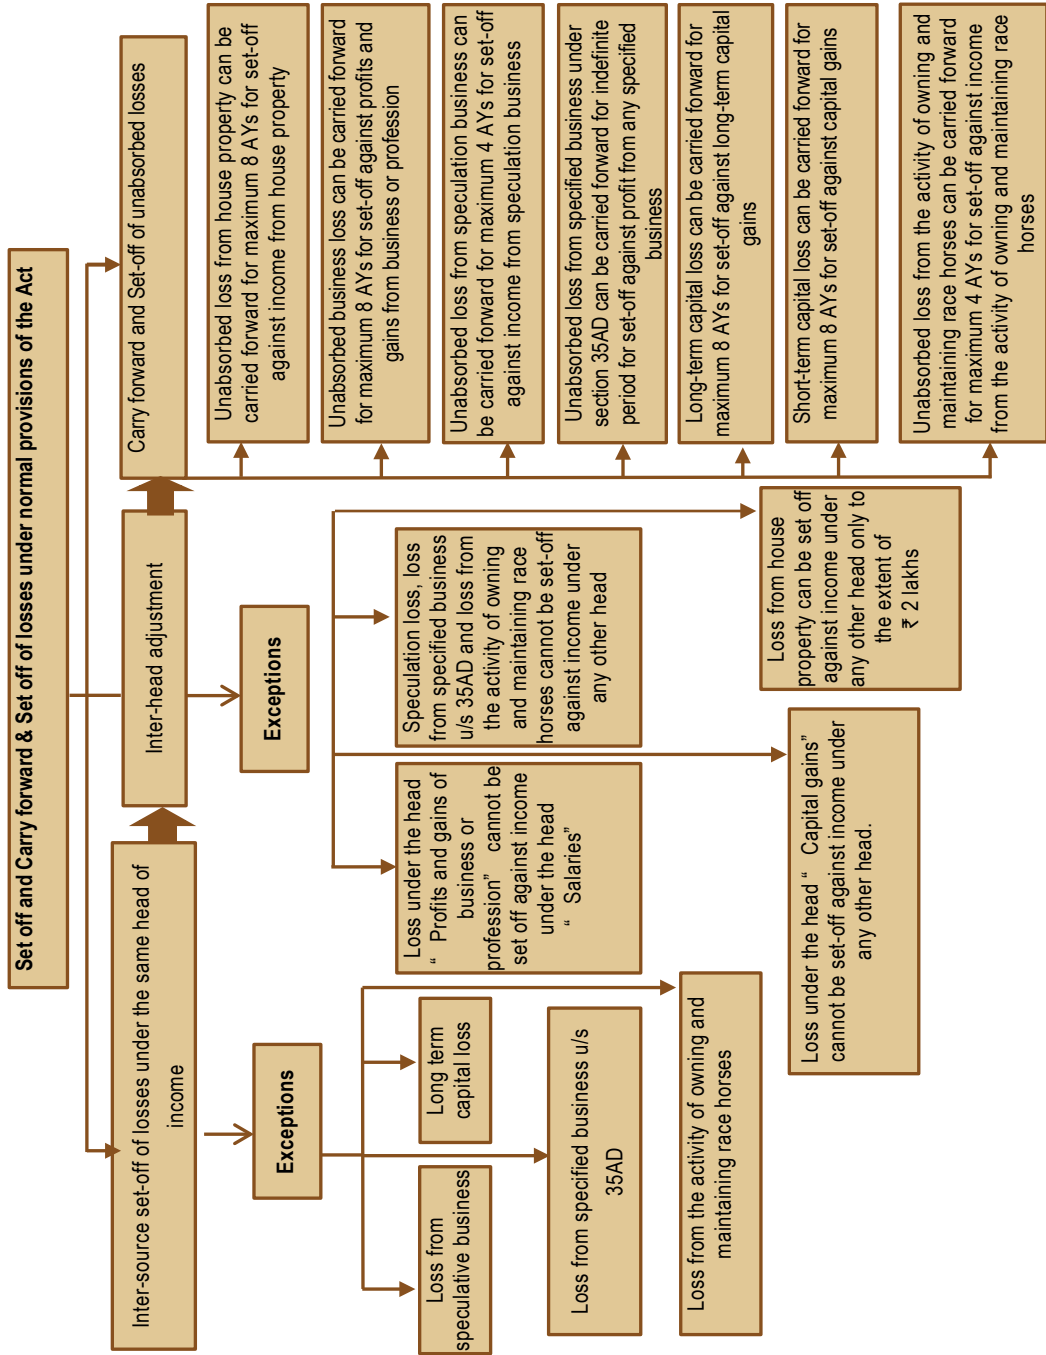 Set off and Carry forward & Set off of losses under normal provisions of the Act
Inter-source set-off of losses under the same head of
income
Inter-head adjustment
Carry forward and Set-off of unabsorbed losses
Exceptions
Loss from
speculative business
Long term
capital loss
Loss from specified business u/s
35AD
Loss from the activity of owning and
maintaining race horses
Exceptions
Loss under the head
“ Profits and gains of
business or
profession” cannot be
set off against income
under the head
“ Salaries”
Speculation loss, loss
from specified business
u/s 35AD and loss from
the activity of owning
and maintaining race
horses cannot be set-off
against income under
any other head
Loss under the head “ Capital gains”
cannot be set-off against income under
any other head.
Loss from house
property can be set off
against income under
any other head only to
the extent of
₹ 2 lakhs
Unabsorbed loss from house property can be
carried forward for maximum 8 AYs for set-off
against income from house property
Unabsorbed business loss can be carried forward
for maximum 8 AYs for set-off against profits and
gains from business or profession
Unabsorbed loss from speculation business can
be carried forward for maximum 4 AYs for set-off
against income from speculation business
Unabsorbed loss from specified business under
section 35AD can be carried forward for indefinite
period for set-off against profit from any specified
business
Long-term capital loss can be carried forward for
maximum 8 AYs for set-off against long-term capital
gains
Short-term capital loss can be carried forward for
maximum 8 AYs for set-off against capital gains
Unabsorbed loss from the activity of owning and
maintaining race horses can be carried forward
for maximum 4 AYs for set-off against income
from the activity of owning and maintaining race
horses